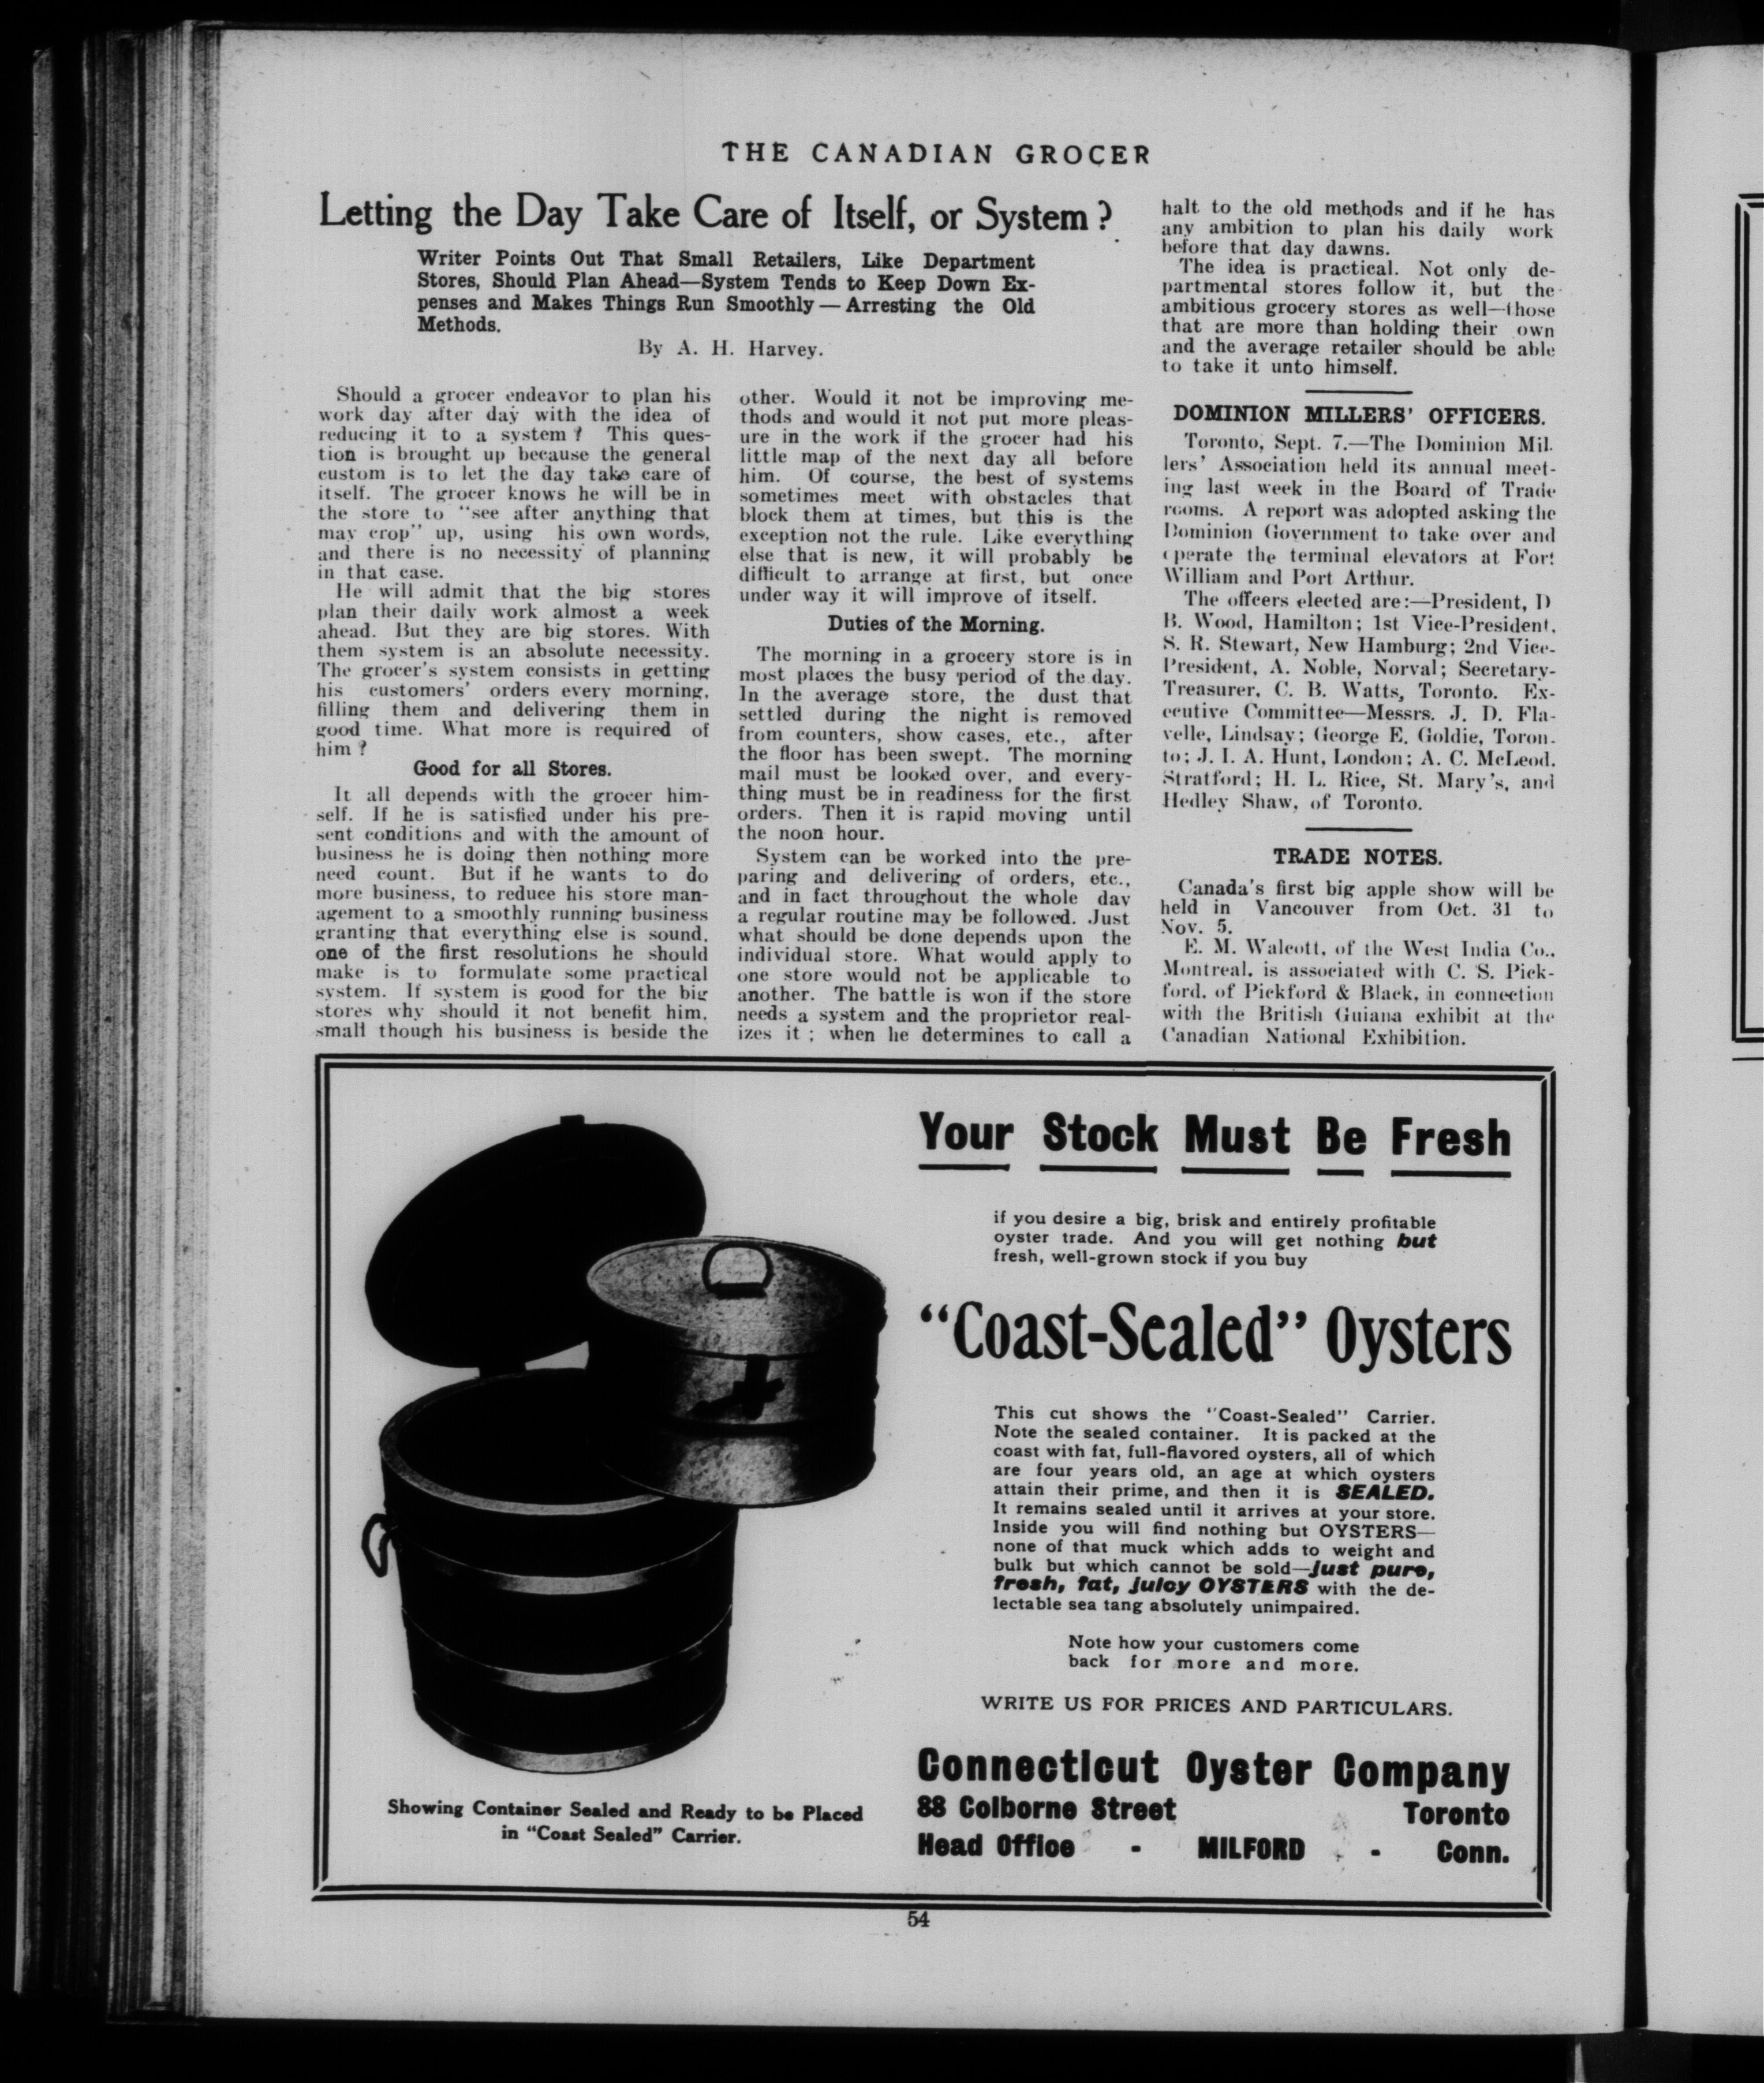 THE CANADIAN GROCER
Letting the Day Take Care of Itself, or System?
Writer Points Out That Small Retailers, Like Department
Stores, Should Plan Ahead—System Tends to Keep Down Ex-
penses and Makes Things Run Smoothly — Arresting the Old
Methods.
By A. H. Harvey.
Should a grocer endeavor to plan his
work day after day with the idea of
reducing it to a system? This ques-
tion is brought up because the general
custom is to let the day take care of
itself. The grocer knows he will be in
the store to "see after anything that
may crop" up, using his own words,
and there is no necessity of planning
in that case.
He will admit that the big stores
plan their daily work almost a week
ahead. But they are big stores. With
them system is an absolute necessity.
The grocer's system consists in getting
his customers' orders every morning,
filling them and delivering them in
good time. What more is required of
him?
Good for all Stores.
It all depends with the grocer him-
self. If he is satisfied under his pre-
sent conditions and with the amount of
business he is doing then nothing more
need count. But if he wants to do
more business, to reduce his store man-
agement to a smoothly running business
granting that everything else is sound,
one of the first resolutions he should
make is to formulate some practical
system. If system is good for the big
stores why should it not benefit him,
small though his business is beside the
other. Would it not be improving me-
thods and would it not put more pleas-
ure in the work if the grocer had his
little map of the next day all before
him. Of course, the best of systems
sometimes meet with obstacles that
block them at times, but this is the
exception not the rule. Like everything
else that is new, it will probably be
difficult to arrange at first, but once
under way it will improve of itself.
Duties of the Morning.
The morning in a grocery store is in
most places the busy period of the day.
In the average store, the dust that
settled during the night is removed
from counters, show cases, etc., after
the floor has been swept. The morning
mail must be looked over, and every-
thing must be in readiness for the first
orders. Then it is rapid moving until
the noon hour.
System can be worked into the pre-
paring and delivering of orders, etc.,
and in fact throughout the whole day
a regular routine may be followed. Just
what should be done depends upon the
individual store. What would apply to
one store would not be applicable to
another. The battle is won if the store
needs a system and the proprietor real-
izes it; when he determines to call a
halt to the old methods and if he has
any ambition to plan his daily work
before that day dawns.
The idea is practical. Not only de-
partmental stores follow it, but the
ambitious grocery stores as well—those
that are more than holding their own
and the average retailer should be able
to take it unto himself.
DOMINION MILLERS' OFFICERS.
Toronto, Sept. 7.—The Dominion Mil.
lers' Association held its annual meet-
ing last week in the Board of Trade
rooms. A report was adopted asking the
Dominion Government to take over and
operate the terminal elevators at Fort
William and Port Arthur.
The offcers elected are:—President, D
B. Wood, Hamilton; 1st Vice-President,
S. R. Stewart, New Hamburg; 2nd Vice-
President, A. Noble, Norval; Secretary-
Treasurer, C. B. Watts, Toronto. Ex-
ecutive Committee—Messrs. J. D. Fla-
velle, Lindsay; George E. Goldie, Toron-
to; J. I. A. Hunt, London; A. C. McLeod,
Stratford; H. L. Rice, St. Mary's, and
Hedley Shaw, of Toronto.
TRADE NOTES.
Canada's first big apple show will be
held in Vancouver from Oct. 31 to
Nov. 5.
E. M. Walcott, of the West India Co.,
Montreal, is associated with C. S. Pick-
ford, of Pickford & Black, in connection
with the British Guiana exhibit at the
Canadian National Exhibition.
Your Stock Must Be Fresh
if you desire a big, brisk and entirely profitable
oyster trade. And you will get nothing but
fresh, well-grown stock if you buy
"Coast-Sealed" Oysters
This cut shows the "Coast-Sealed" Carrier.
Note the sealed container. It is packed at the
coast with fat, full-flavored oysters, all of which
are four years old, an age at which oysters
attain their prime, and then it is SEALED.
It remains sealed until it arrives at your store.
Inside you will find nothing but OYSTERS—
none of that muck which adds to weight and
bulk but which cannot be sold—just pure,
fresh, fat, juicy OYSTERS with the de-
lectable sea tang absolutely unimpaired.
Note how your customers come
back for more and more.
WRITE US FOR PRICES AND PARTICULARS.
Connecticut Oyster Company
88 Colborne Street Toronto
Head Office - MILFORD - Conn.
Showing Container Sealed and Ready to be Placed
in "Coast Sealed" Carrier.
54